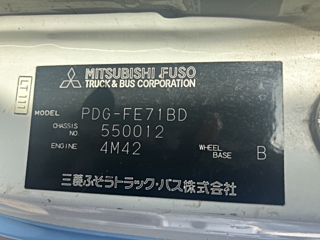 MITSUBISHI FUSO
TRUCK & BUS CORPORATION
MODEL PDG-FE71BD
CHASSIS NO. 550012
ENGINE 4M42 WHEEL BASE B
三菱ふそうトラック・バス株式会社